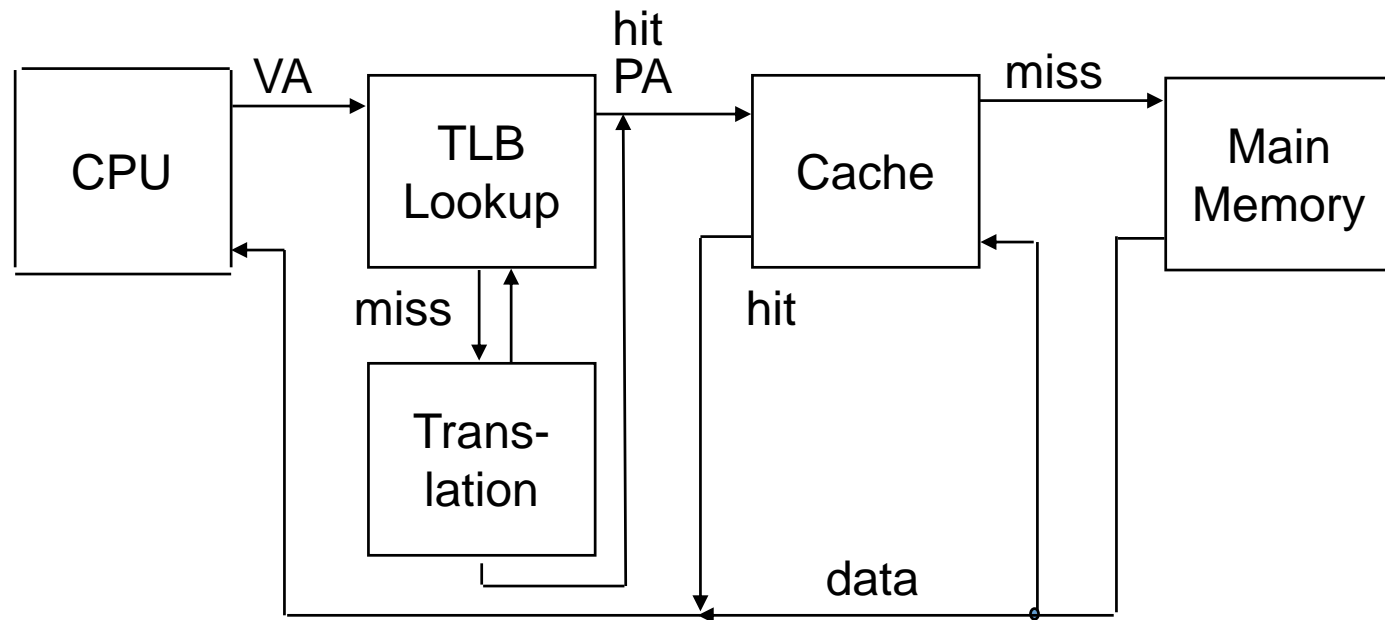 hit
VA
PA
miss
CPU
TLB
Lookup
Cache
Main
Memory
miss
hit
Trans-
lation
data